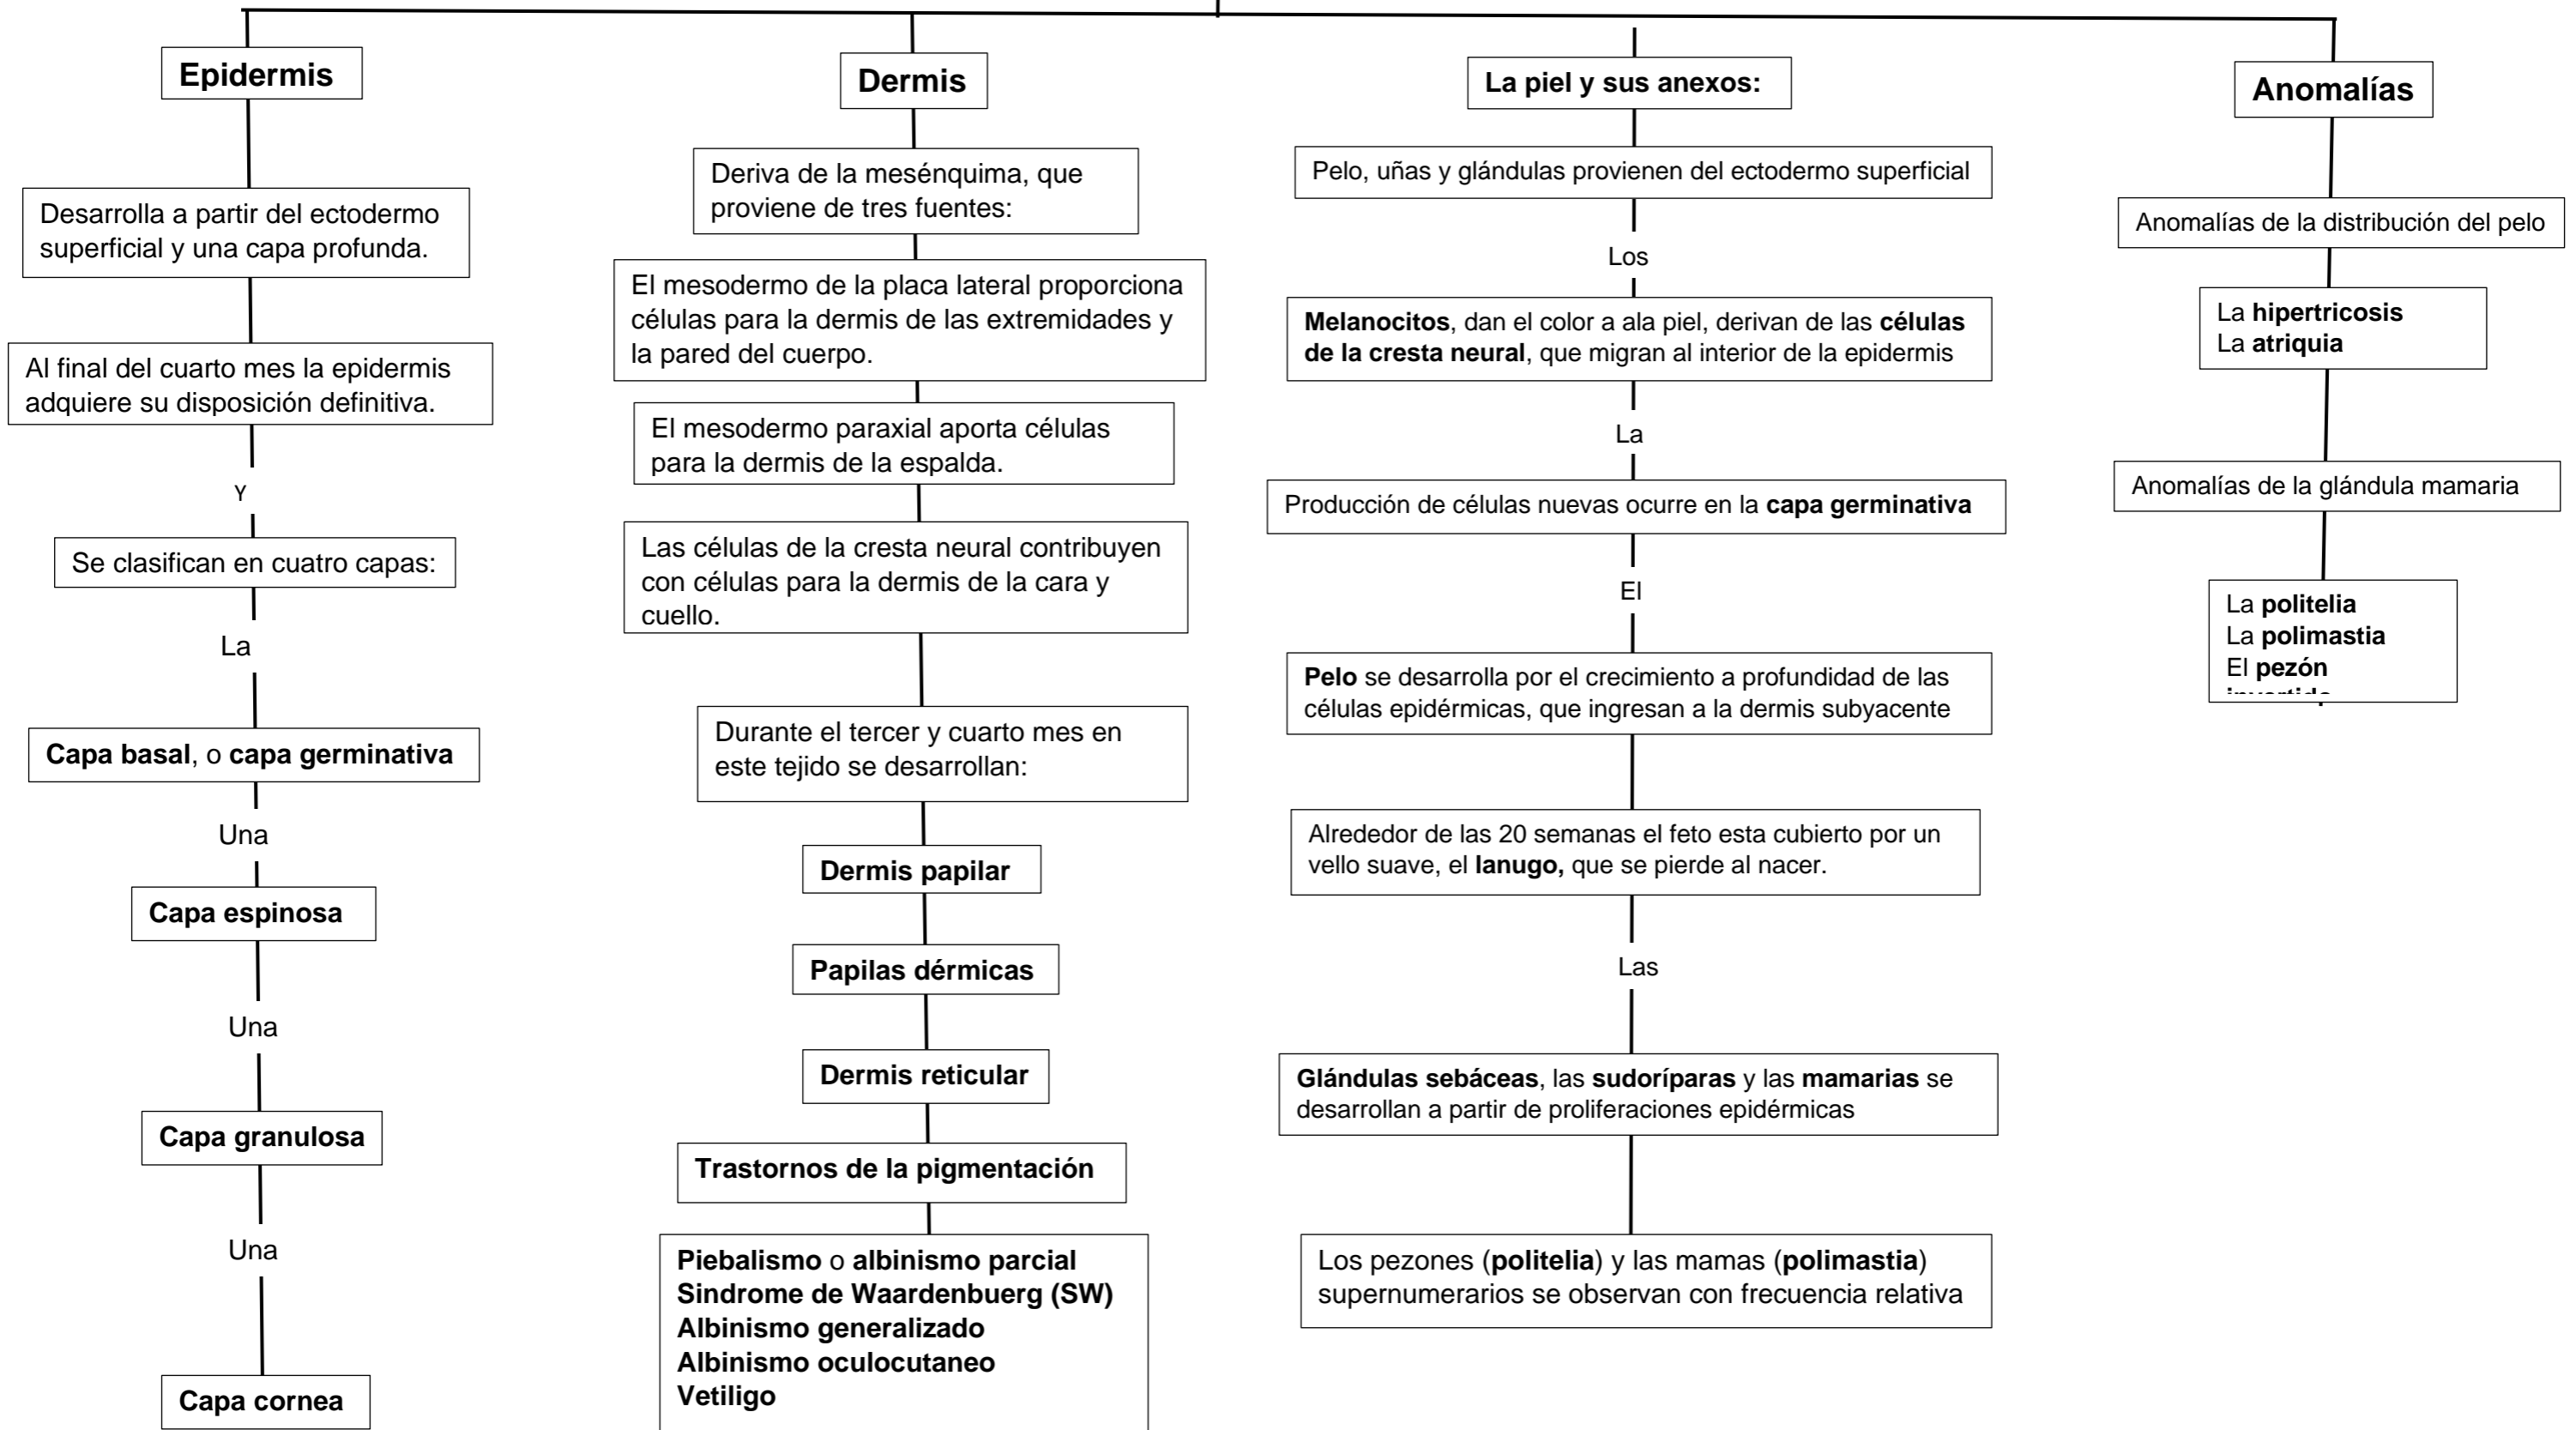 Epidermis
Desarrolla a partir del ectodermo
superficial y una capa profunda.
Al final del cuarto mes la epidermis
adquiere su disposición definitiva.
Y
Se clasifican en cuatro capas:
La
Capa basal, o capa germinativa
Una
Capa espinosa
Una
Capa granulosa
Una
Capa cornea
Dermis
Deriva de la mesénquima, que
proviene de tres fuentes:
El mesodermo de la placa lateral proporciona
células para la dermis de las extremidades y
la pared del cuerpo.
El mesodermo paraxial aporta células
para la dermis de la espalda.
Las células de la cresta neural contribuyen
con células para la dermis de la cara y
cuello.
Durante el tercer y cuarto mes en
este tejido se desarrollan:
Dermis papilar
Papilas dérmicas
Dermis reticular
Trastornos de la pigmentación
Piebalismo o albinismo parcial
Sindrome de Waardenbuerg (SW)
Albinismo generalizado
Albinismo oculocutaneo
Vetiligo
La piel y sus anexos:
Pelo, uñas y glándulas provienen del ectodermo superficial
Los
Melanocitos, dan el color a ala piel, derivan de las células
de la cresta neural, que migran al interior de la epidermis
La
Producción de células nuevas ocurre en la capa germinativa
El
Pelo se desarrolla por el crecimiento a profundidad de las
células epidérmicas, que ingresan a la dermis subyacente
Alrededor de las 20 semanas el feto esta cubierto por un
vello suave, el lanugo, que se pierde al nacer.
Las
Glándulas sebáceas, las sudoríparas y las mamarias se
desarrollan a partir de proliferaciones epidérmicas
Los pezones (politelia) y las mamas (polimastia)
supernumerarios se observan con frecuencia relativa
Anomalías
Anomalías de la distribución del pelo
La hipertricosis
La atriquia
Anomalías de la glándula mamaria
La politelia
La polimastia
El pezón